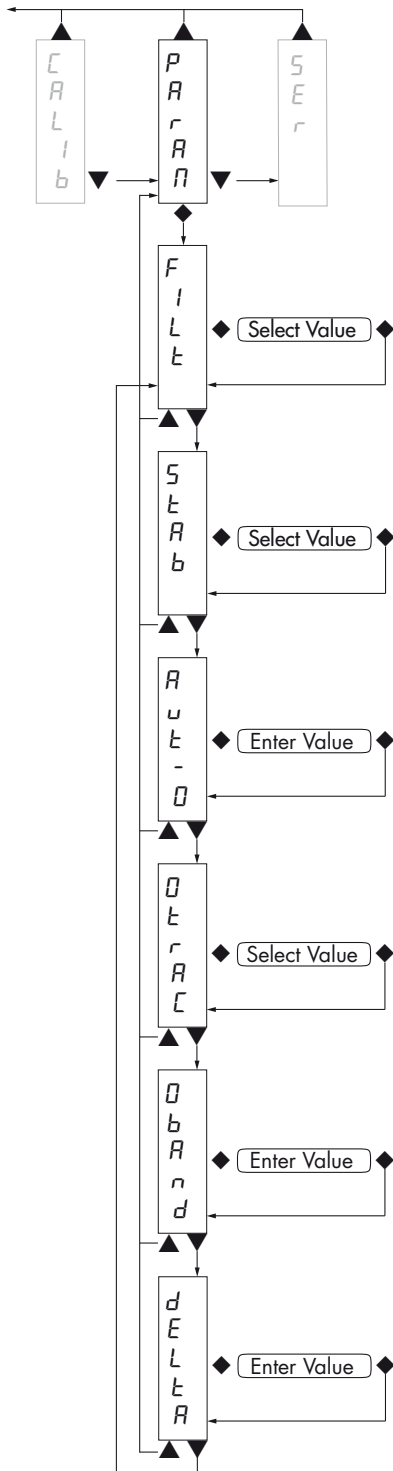 CALIb
PArAM
SEr
FILt
Select Value
StAb
Select Value
Aut-0
Enter Value
0trAC
Select Value
0bAnd
Enter Value
dELtA
Enter Value